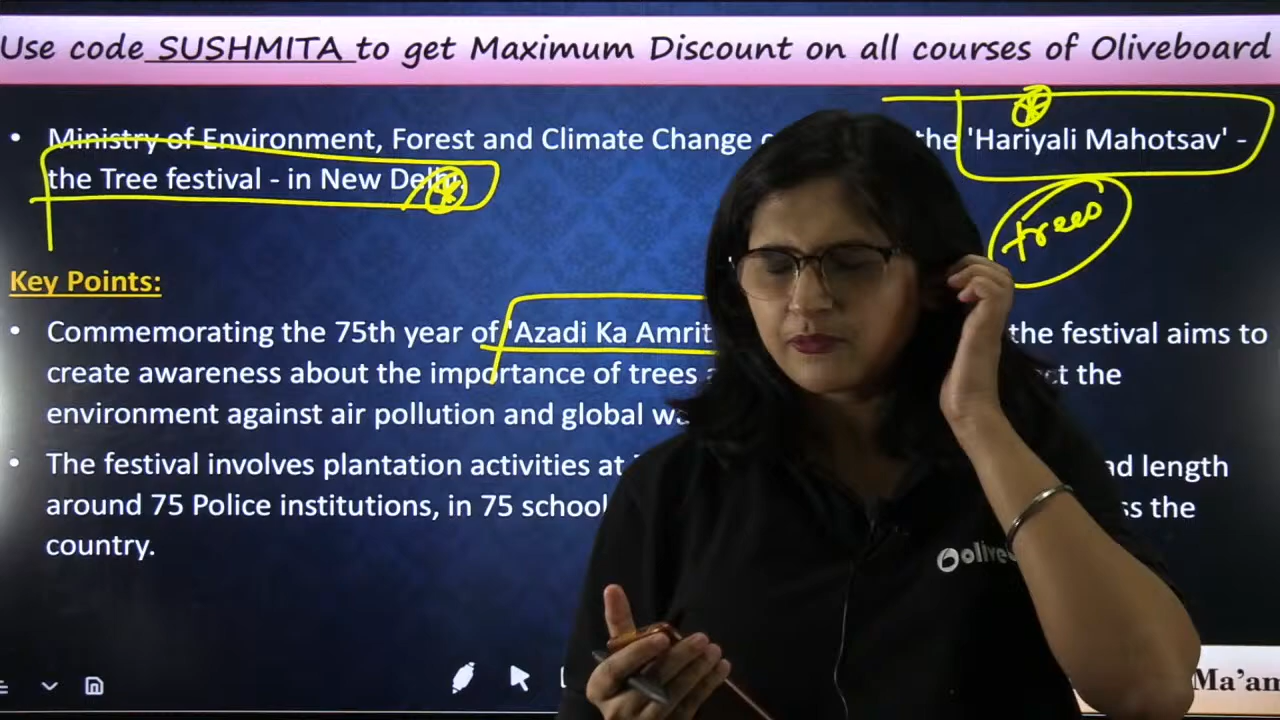 Use code SUSHMITA to get Maximum Discount on all courses of Oliveboard
• Ministry of Environment, Forest and Climate Change the 'Hariyali Mahotsav' -
the Tree festival - in New Delhi.
trees
Key Points:
• Commemorating the 75th year of 'Azadi Ka Amrit the festival aims to
create awareness about the importance of trees the
environment against air pollution and global
• The festival involves plantation activities at length
around 75 Police institutions, in 75 school the
country.
olive
Ma'am